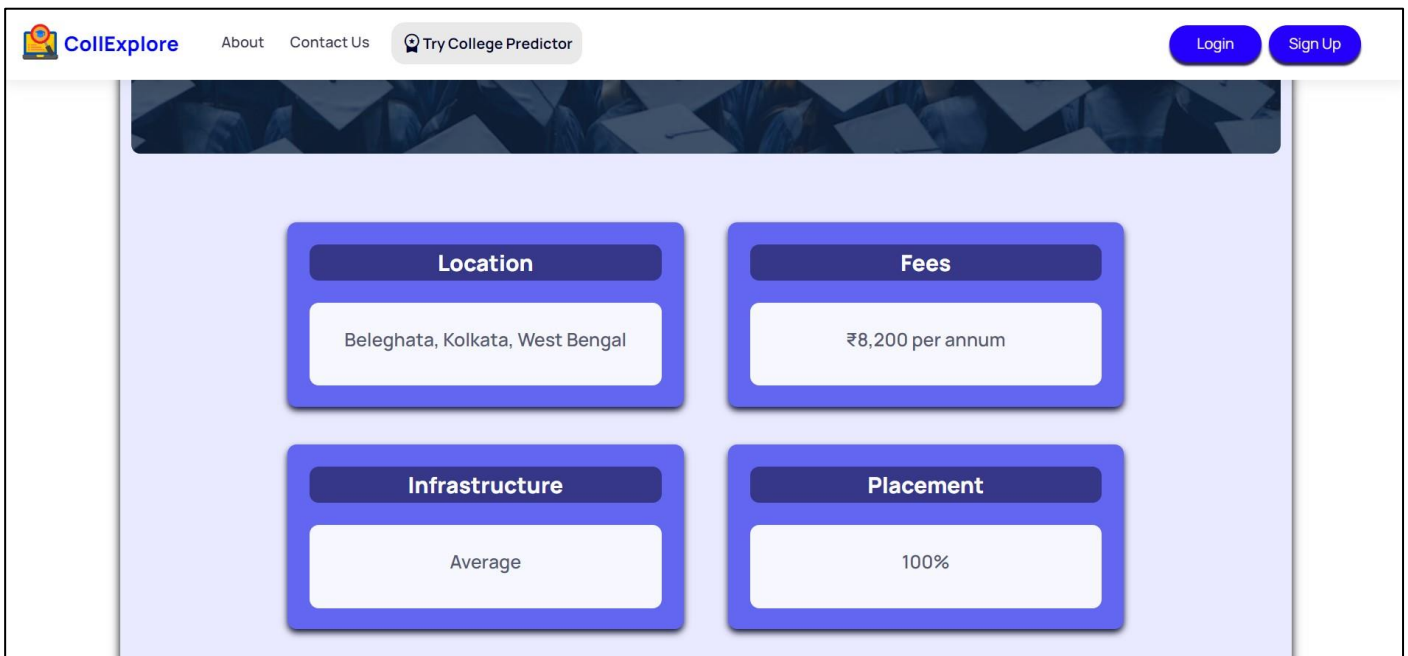 CollExplore About Contact Us Try College Predictor Login Sign Up
Location
Beleghata, Kolkata, West Bengal
Fees
₹8,200 per annum
Infrastructure
Average
Placement
100%